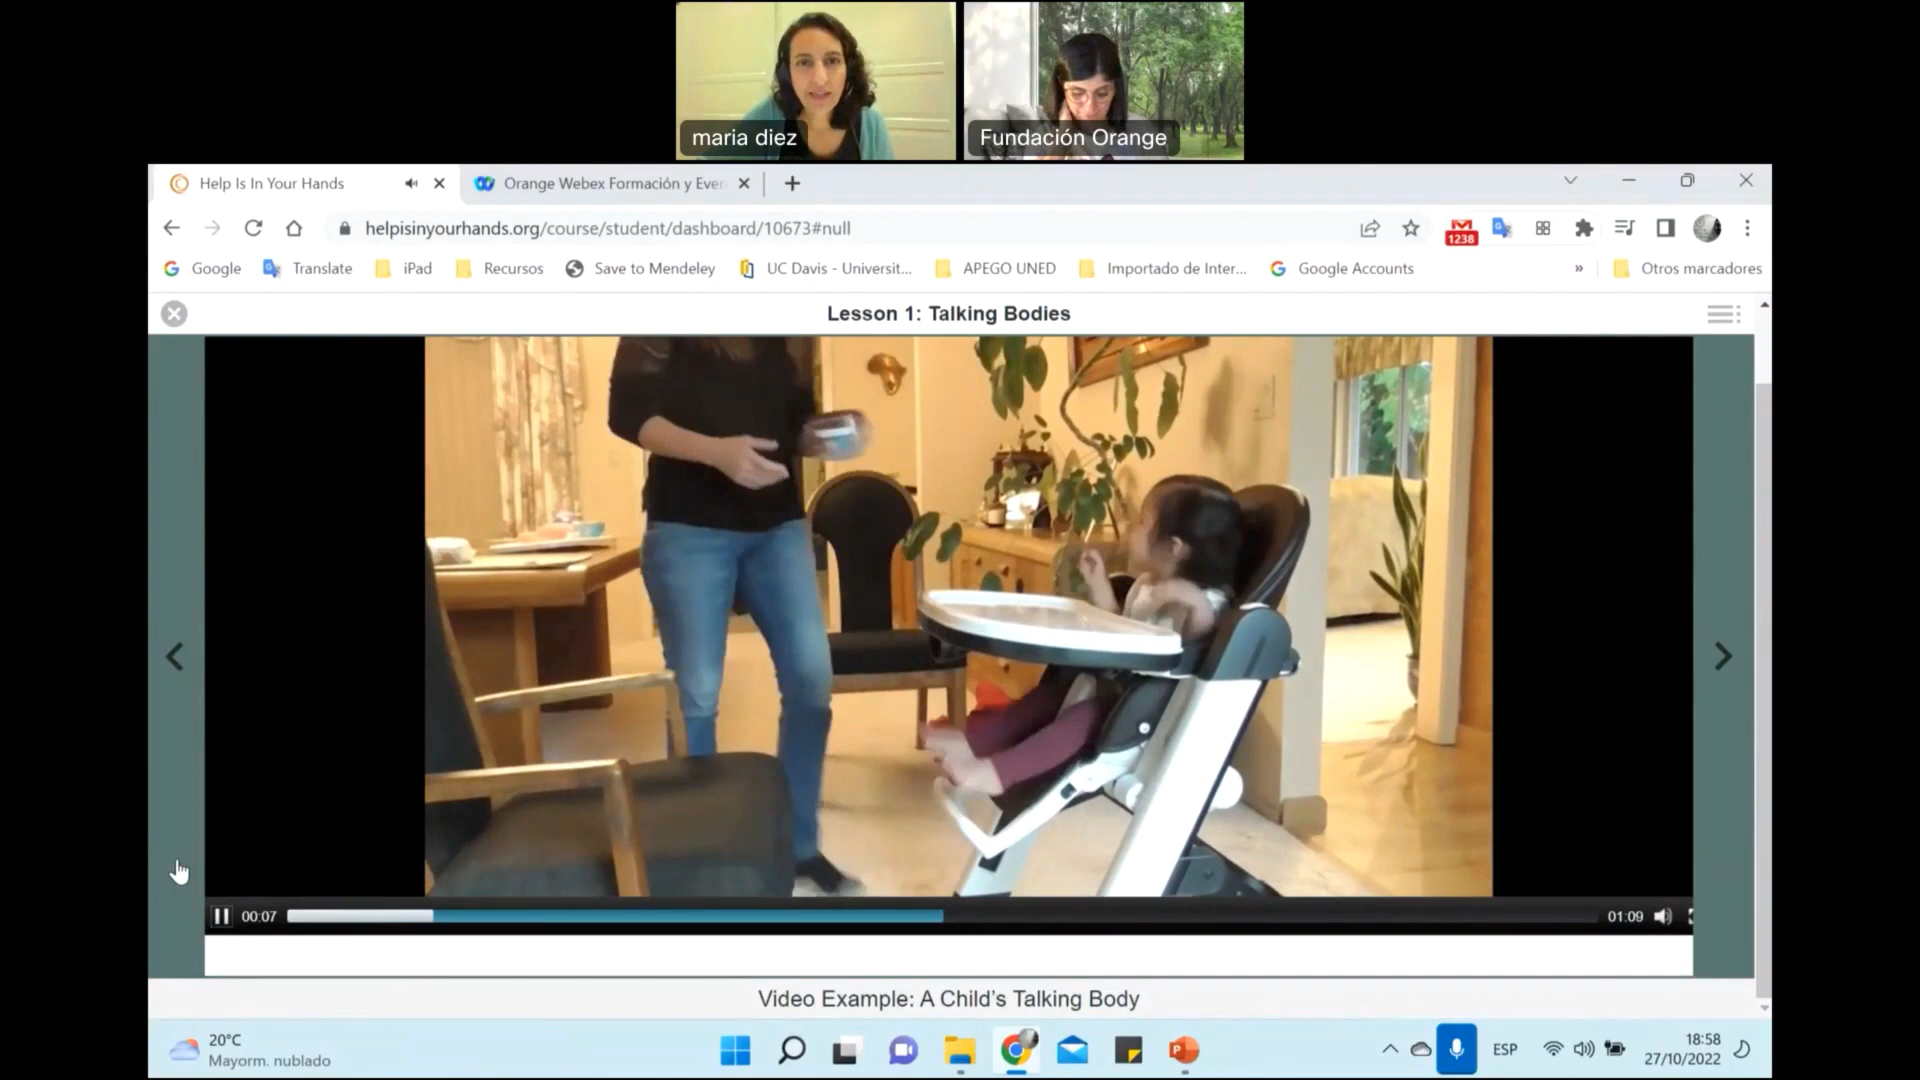 maria diez
Fundación Orange
Help Is In Your Hands
Orange Webex Formación y Even
helpisinyourhands.org/course/student/dashboard/10673#null
1238
Google
Translate
iPad
Recursos
Save to Mendeley
UC Davis - Universit...
APEGO UNED
Importado de Inter...
Google Accounts
»
Otros marcadores
Lesson 1: Talking Bodies
00:07
01:09
Video Example: A Child's Talking Body
20°C
Mayorm. nublado
ESP
18:58
27/10/2022